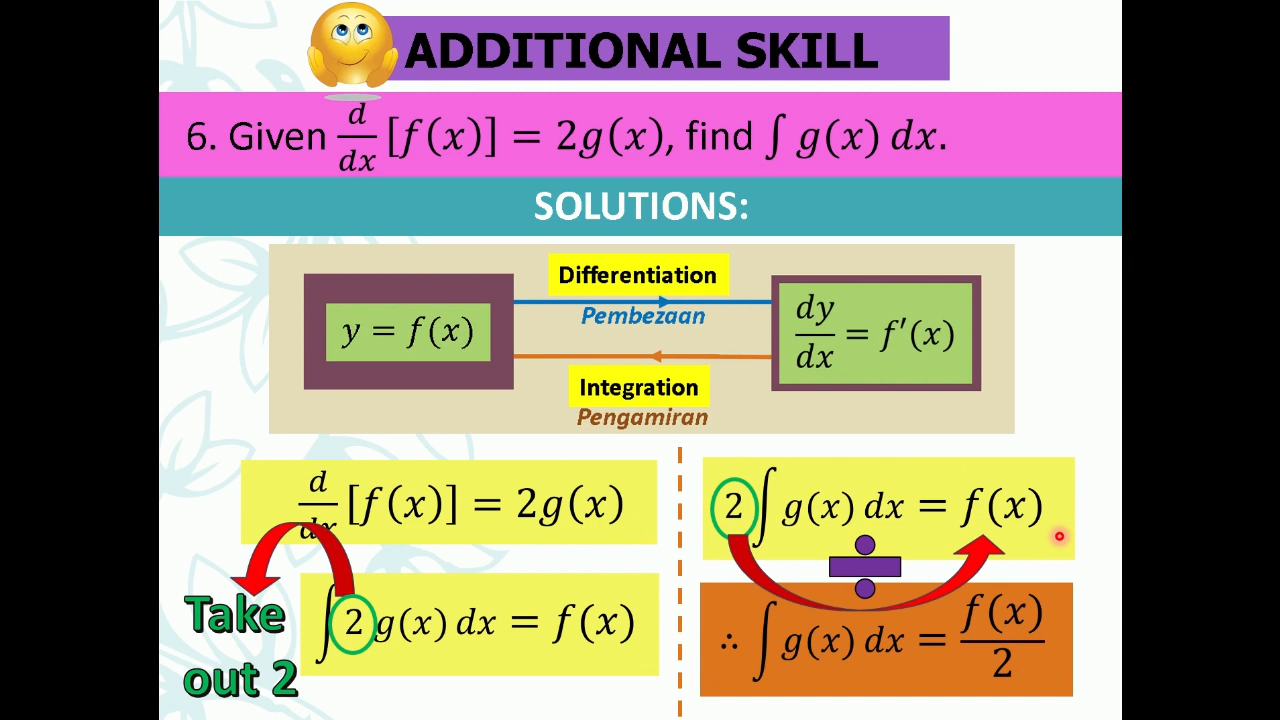 ADDITIONAL SKILL
6. Given d/dx [f(x)] = 2g(x), find ∫ g(x) dx.
SOLUTIONS:
Differentiation
Pembezaan
y = f(x)
dy/dx = f′(x)
Integration
Pengamiran
d/dx [f(x)] = 2g(x)
∫ 2 g(x) dx = f(x)
Take
out 2
2 ∫ g(x) dx = f(x)
÷
∴ ∫ g(x) dx = f(x)/2